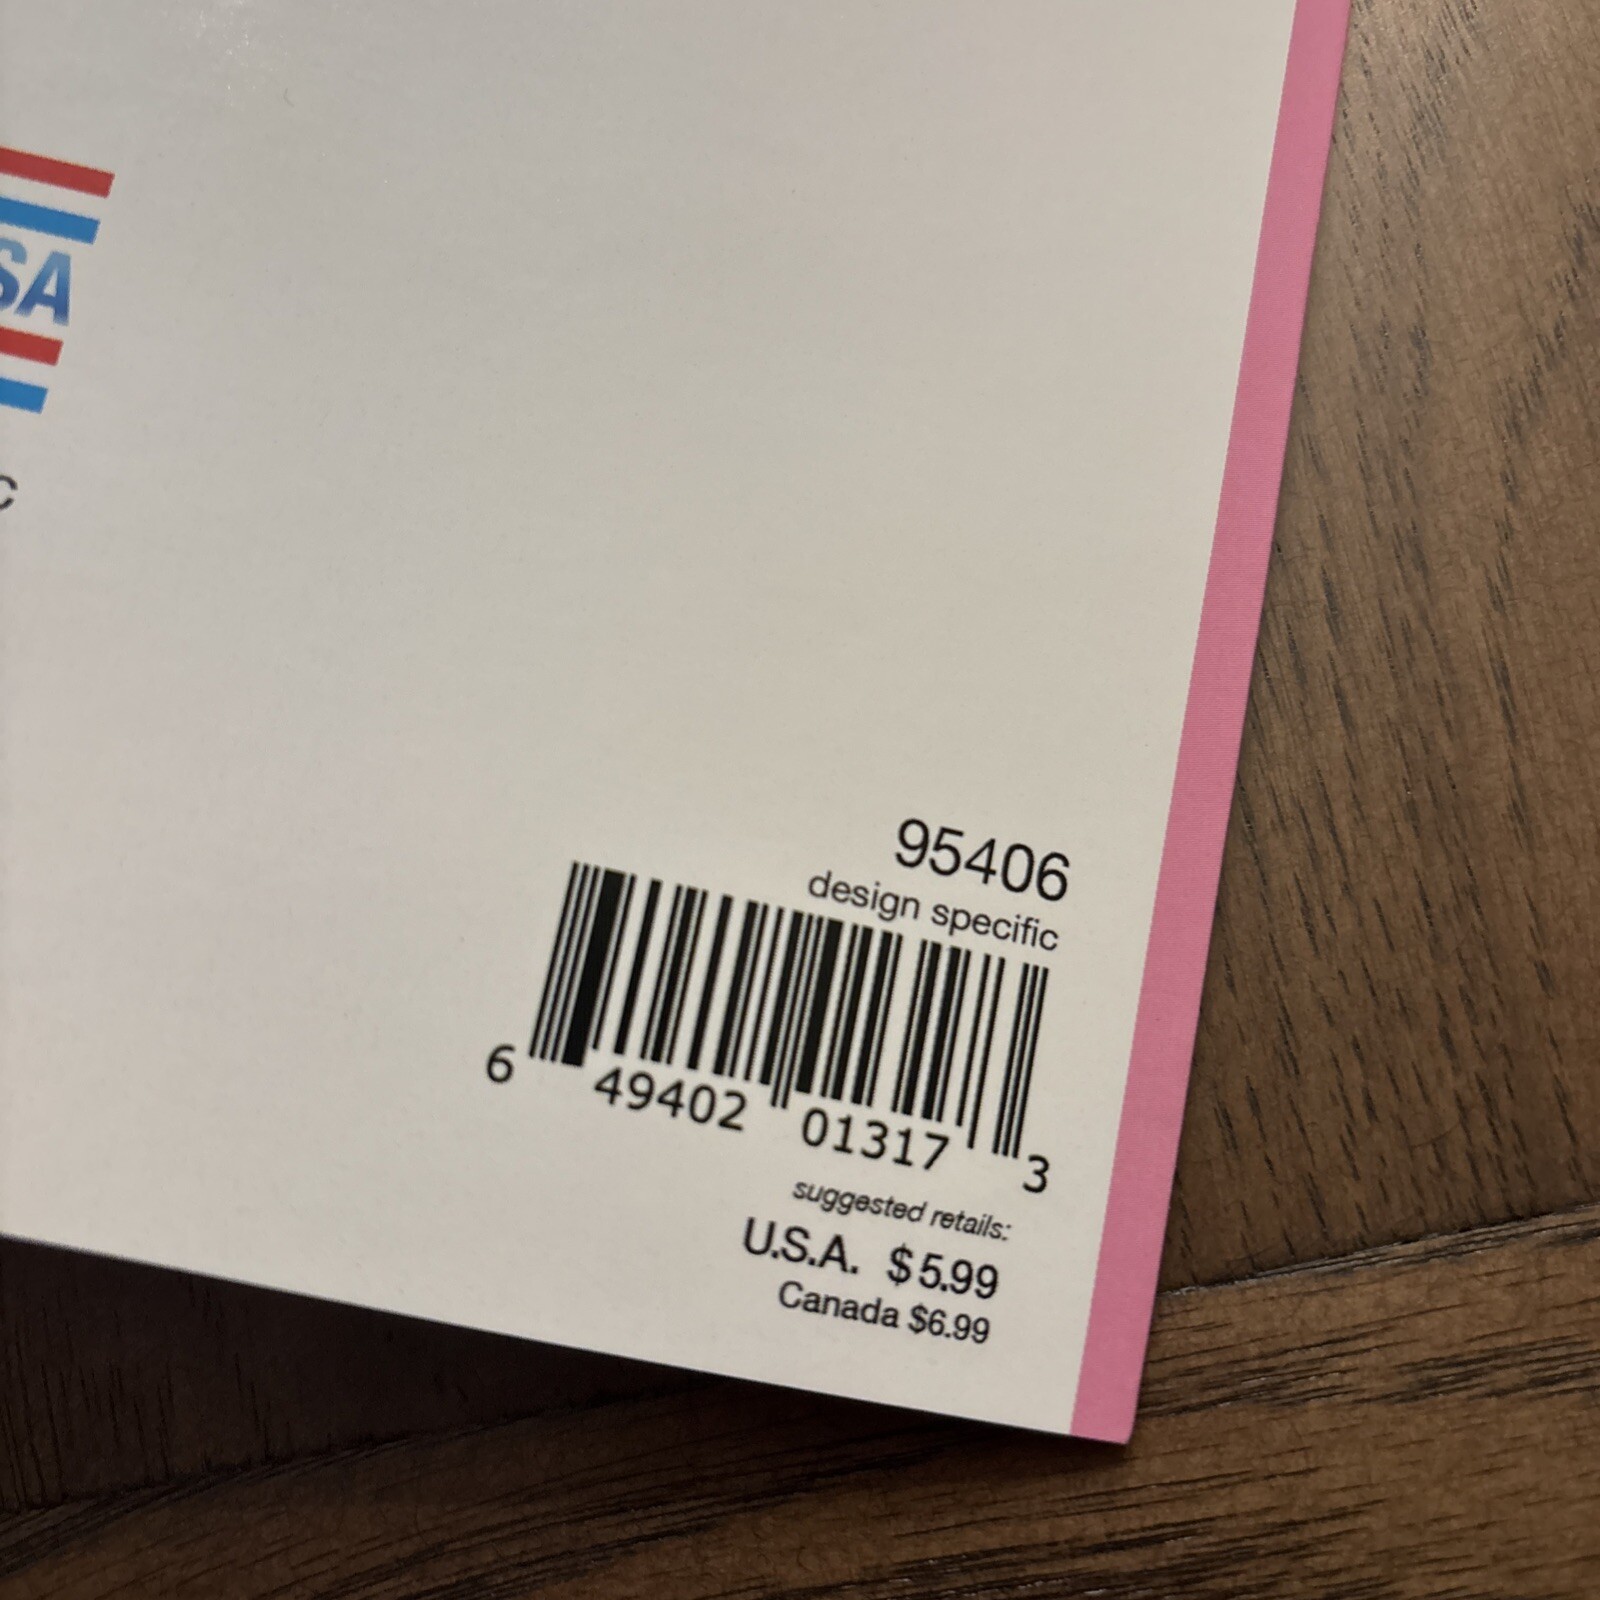 SA
C
95406
design specific
6 49402 01317 3
suggested retails:
U.S.A. $5.99
Canada $6.99